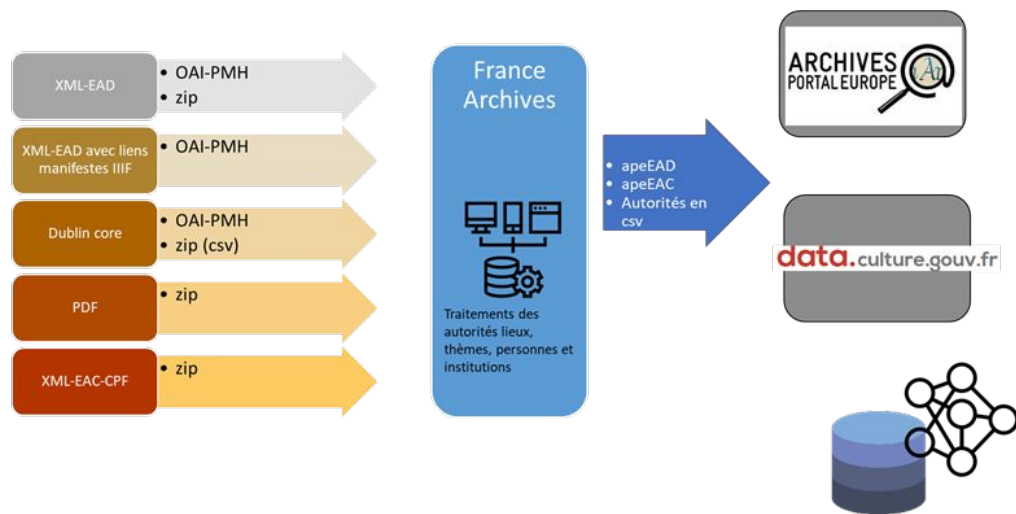 XML-EAD
• OAI-PMH
• zip
XML-EAD avec liens
manifestes IIIF
• OAI-PMH
Dublin core
• OAI-PMH
• zip (csv)
PDF
• zip
XML-EAC-CPF
• zip
France
Archives
Traitements des
autorités lieux,
thèmes, personnes et
institutions
• apeEAD
• apeEAC
• Autorités en
csv
ARCHIVES
PORTAL EUROPE
data.culture.gouv.fr